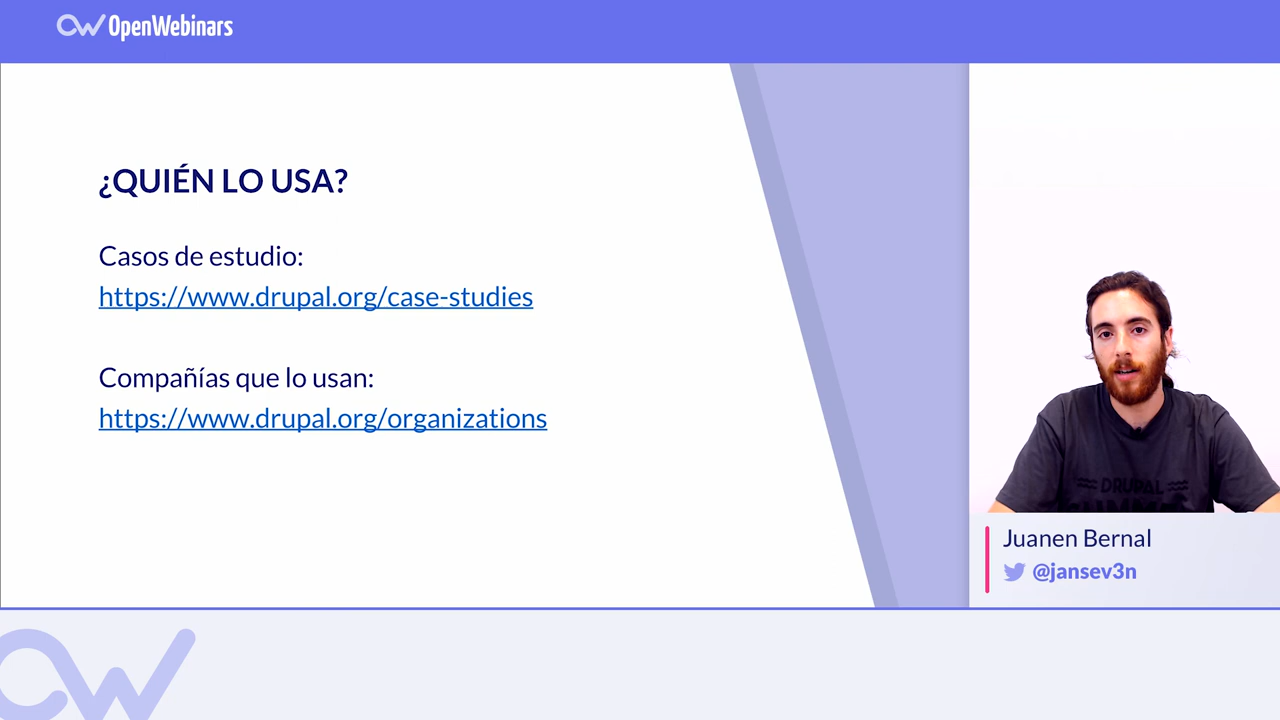 OpenWebinars
¿QUIÉN LO USA?
Casos de estudio:
https://www.drupal.org/case-studies
Compañías que lo usan:
https://www.drupal.org/organizations
DRUPAL
Juanen Bernal
@jansev3n